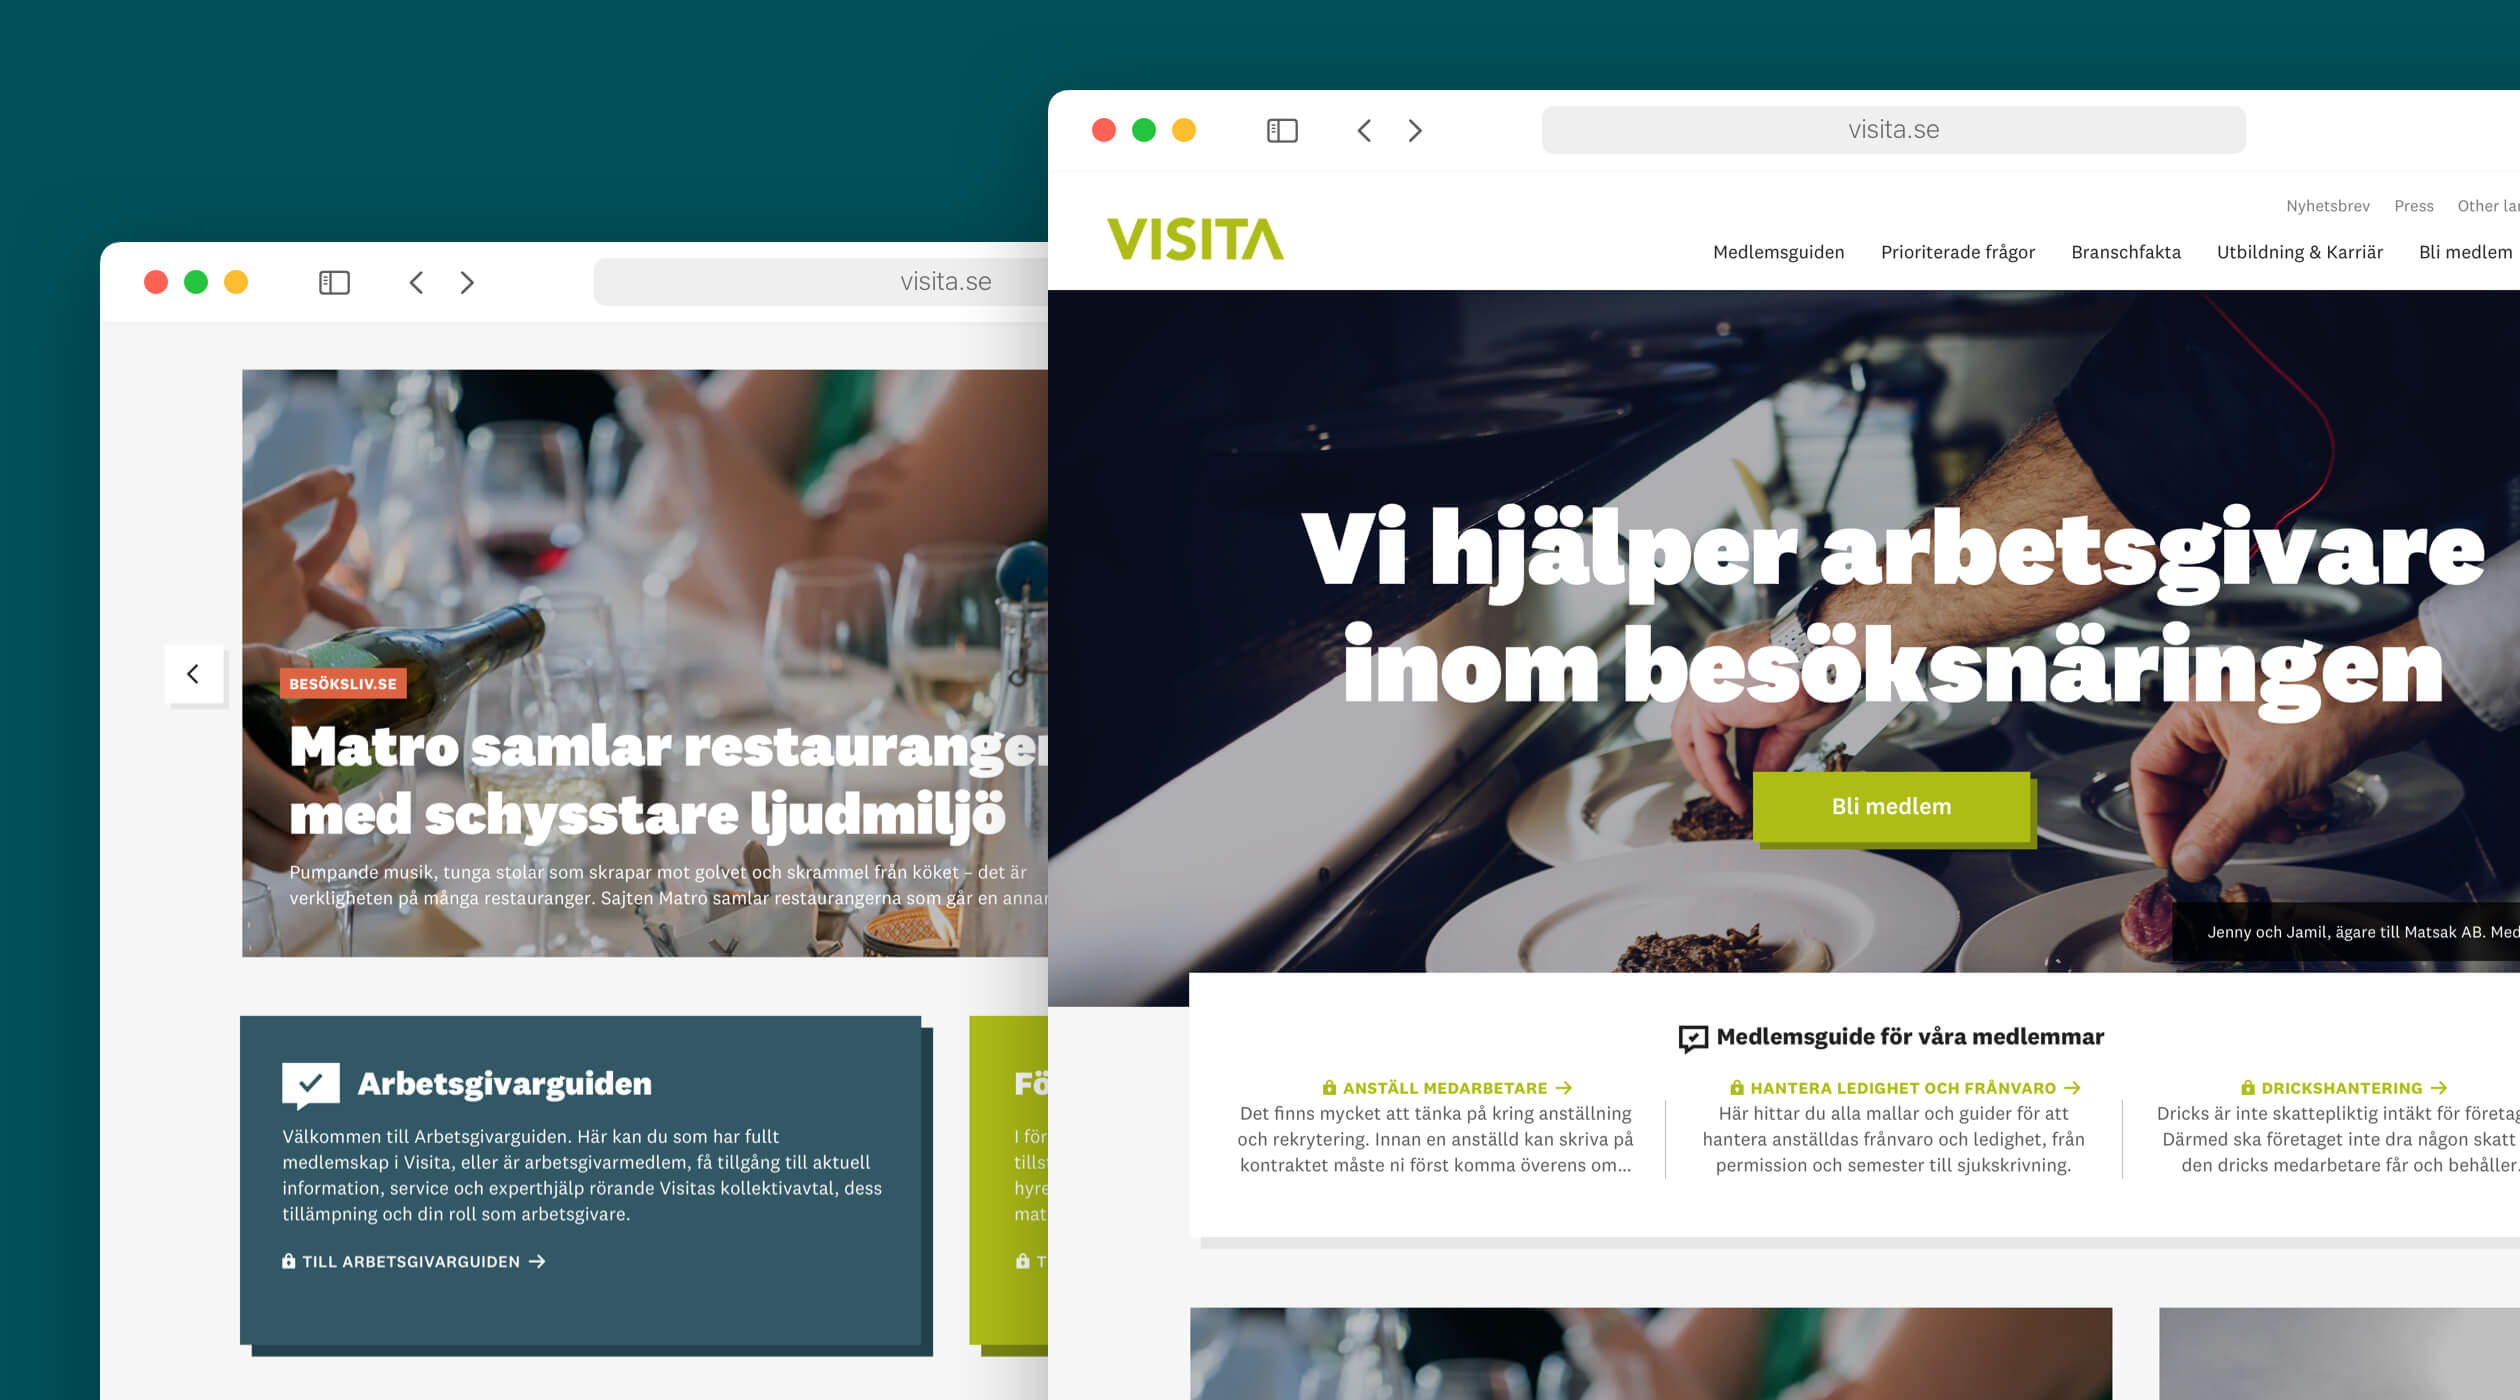 visita.se
BESÖKSLIV.SE
Matro samlar restauranger
med schysstare ljudmiljö
Pumpande musik, tunga stolar som skrapar mot golvet och skrammel från köket – det är
verkligheten på många restauranger. Sajten Matro samlar restaurangerna som går en annan
Arbetsgivarguiden
Välkommen till Arbetsgivarguiden. Här kan du som har fullt
medlemskap i Visita, eller är arbetsgivarmedlem, få tillgång till aktuell
information, service och experthjälp rörande Visitas kollektivavtal, dess
tillämpning och din roll som arbetsgivare.
TILL ARBETSGIVARGUIDEN →
Fö
I för
tills
hyre
mat
T
visita.se
Nyhetsbrev Press Other lan
VISITA
Medlemsguiden Prioriterade frågor Branschfakta Utbildning & Karriär Bli medlem
Vi hjälper arbetsgivare
inom besöksnäringen
Bli medlem
Jenny och Jamil, ägare till Matsak AB. Med
Medlemsguide för våra medlemmar
ANSTÄLL MEDARBETARE →
Det finns mycket att tänka på kring anställning
och rekrytering. Innan en anställd kan skriva på
kontraktet måste ni först komma överens om...
HANTERA LEDIGHET OCH FRÅNVARO →
Här hittar du alla mallar och guider för att
hantera anställdas frånvaro och ledighet, från
permission och semester till sjukskrivning.
DRICKSHANTERING →
Dricks är inte skattepliktig intäkt för företag
Därmed ska företaget inte dra någon skatt
den dricks medarbetare får och behåller.